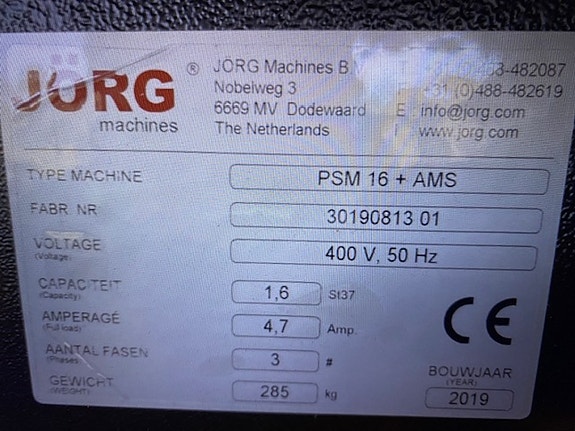 JÖRG ®
machines
JÖRG Machines B
Nobelweg 3
6669 MV Dodewaard
The Netherlands
-482087
+31 (0)488-482619
E info@jorg.com
I www.jorg.com
TYPE MACHINE PSM 16 + AMS
FABR. NR. 30190813 01
VOLTAGE 400 V, 50 Hz
(Voltage)
CAPACITEIT 1,6 St37
(Capacity)
AMPERAGE 4,7 Amp.
(Full load)
AANTAL FASEN 3 #
(Phases)
GEWICHT 285 kg
(WEIGHT)
CE
BOUWJAAR
(YEAR)
2019